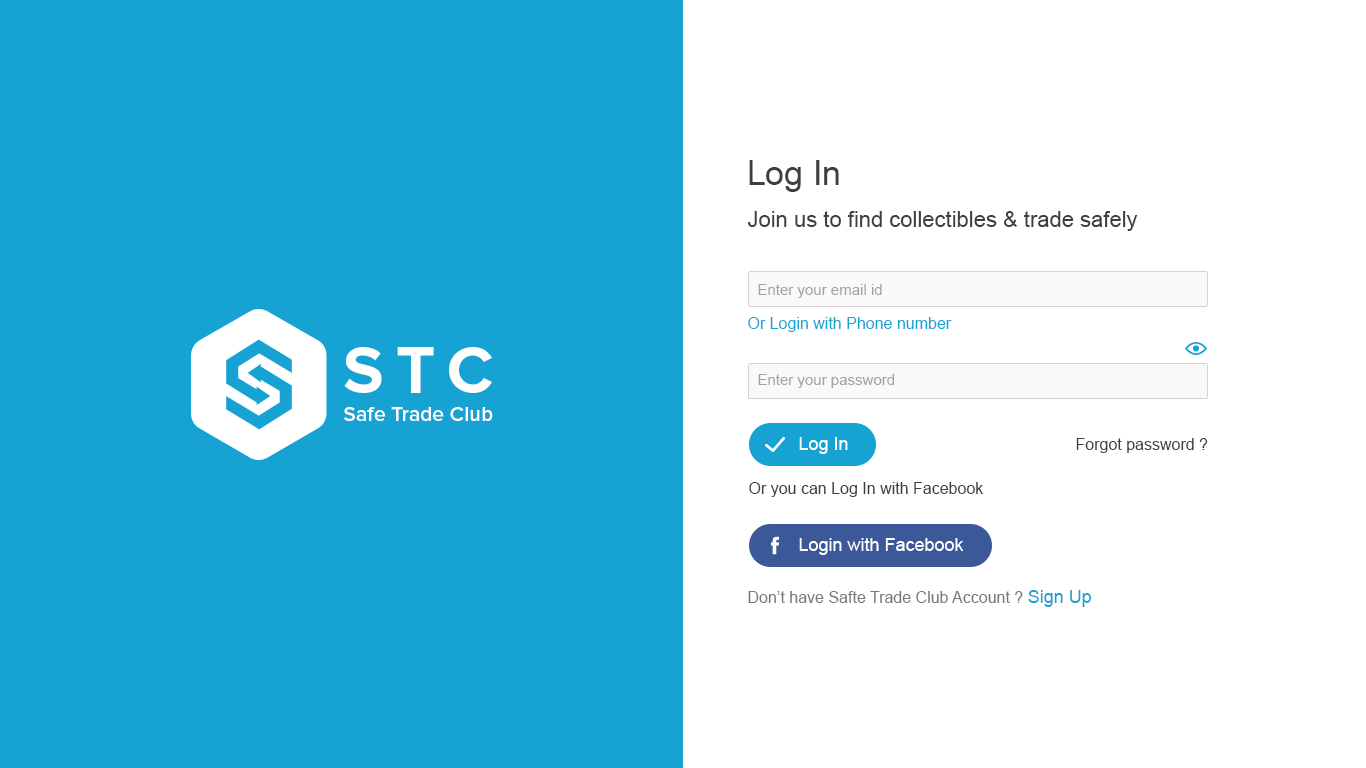 STC
Safe Trade Club
Log In
Join us to find collectibles & trade safely
Enter your email id
Or Login with Phone number
Enter your password
Log In
Forgot password ?
Or you can Log In with Facebook
f
Login with Facebook
Don’t have Safte Trade Club Account ? Sign Up